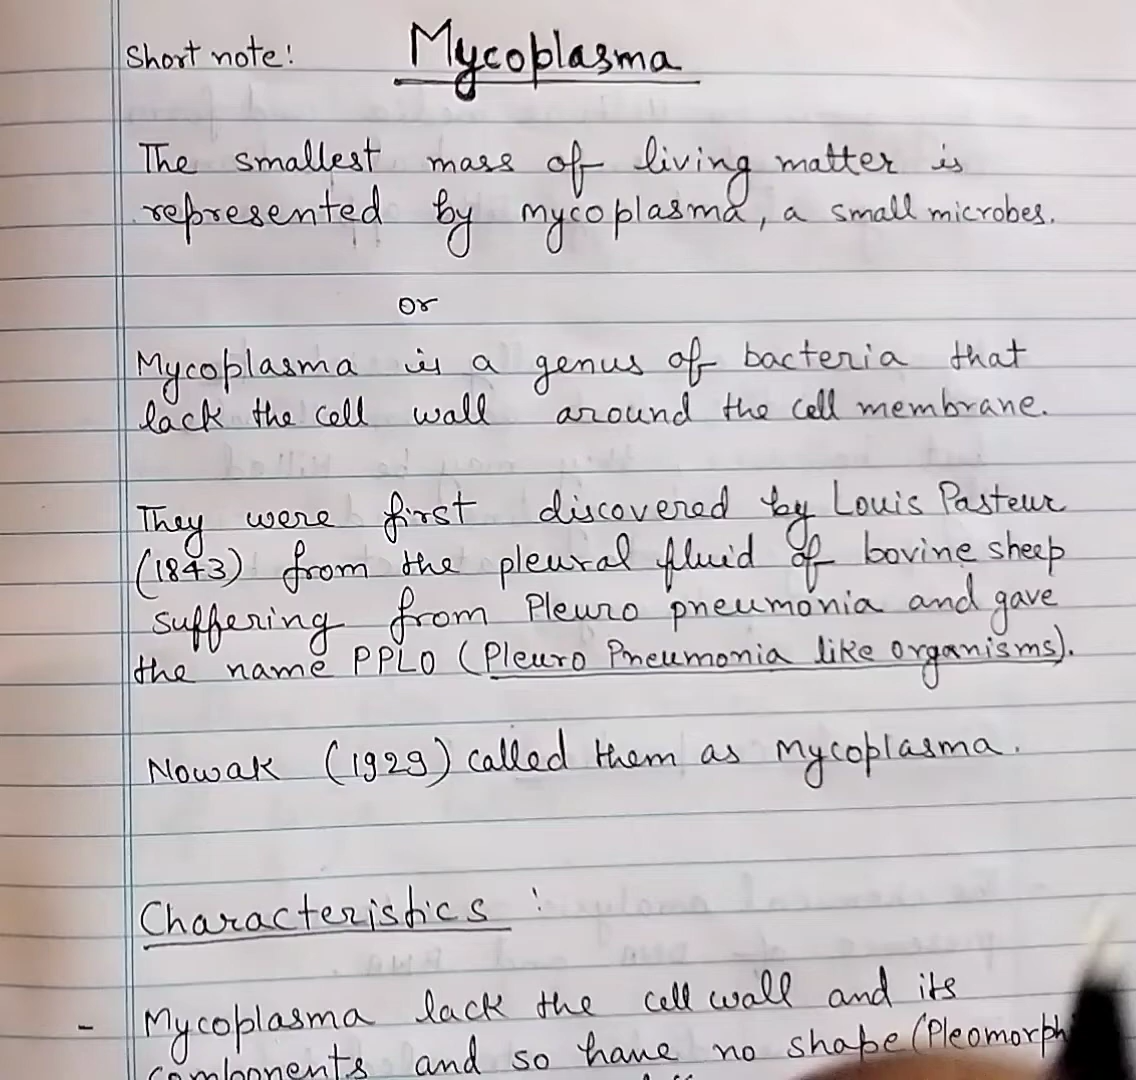 Short note: Mycoplasma
The smallest mass of living matter is
represented by mycoplasma, a small microbes.
or
Mycoplasma is a genus of bacteria that
lack the cell wall around the cell membrane.
They were first discovered by Louis Pasteur
(1843) from the pleural fluid of bovine sheep
suffering from Pleuro pneumonia and gave
the name PPLO (Pleuro Pneumonia like organisms).
Nowak (1929) called them as mycoplasma.
Characteristics :
- Mycoplasma lack the cell wall and its
components and so have no shape (Pleomorph